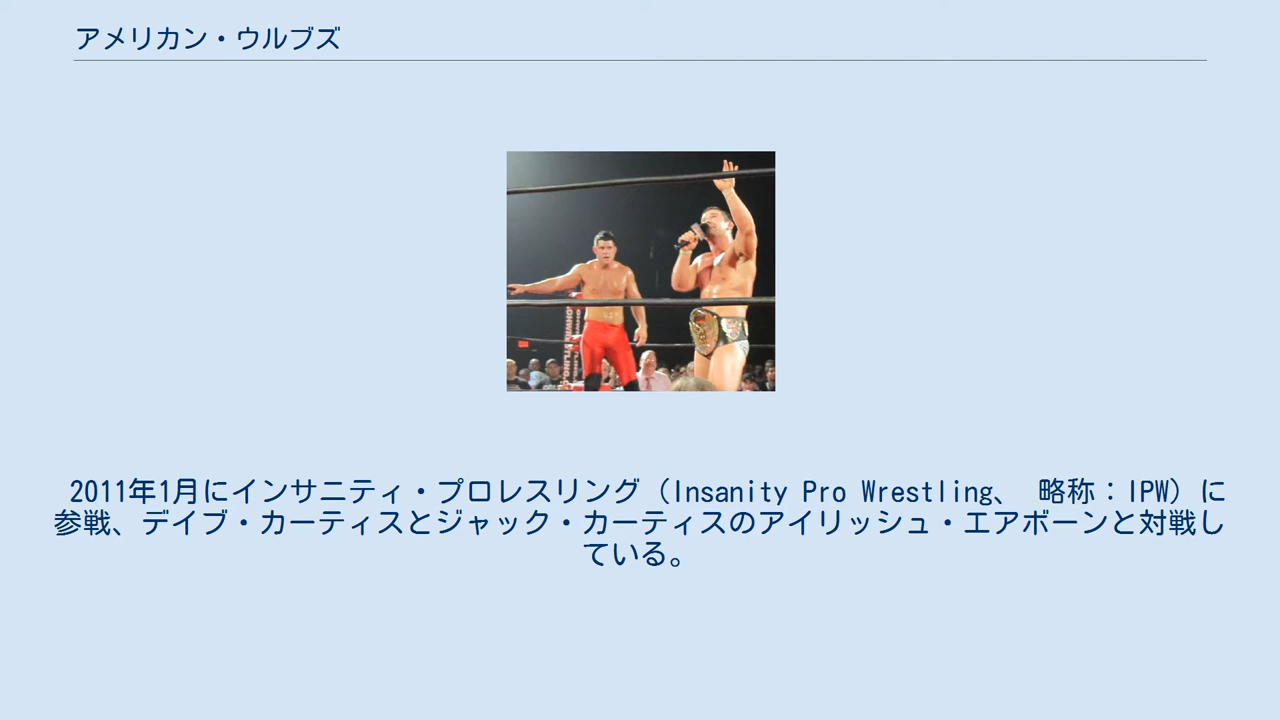 アメリカン・ウルブズ
2011年1月にインサニティ・プロレスリング（Insanity Pro Wrestling、 略称：IPW）に
参戦、デイブ・カーティスとジャック・カーティスのアイリッシュ・エアボーンと対戦し
ている。